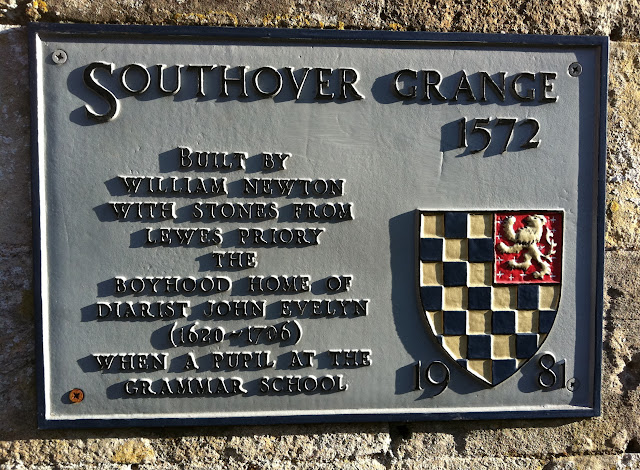 SOUTHOVER GRANGE
1572
BUILT BY
WILLIAM NEWTON
WITH STONES FROM
LEWES PRIORY
THE
BOYHOOD HOME OF
DIARIST JOHN EVELYN
(1620–1706)
WHEN A PUPIL AT THE
GRAMMAR SCHOOL
19 81